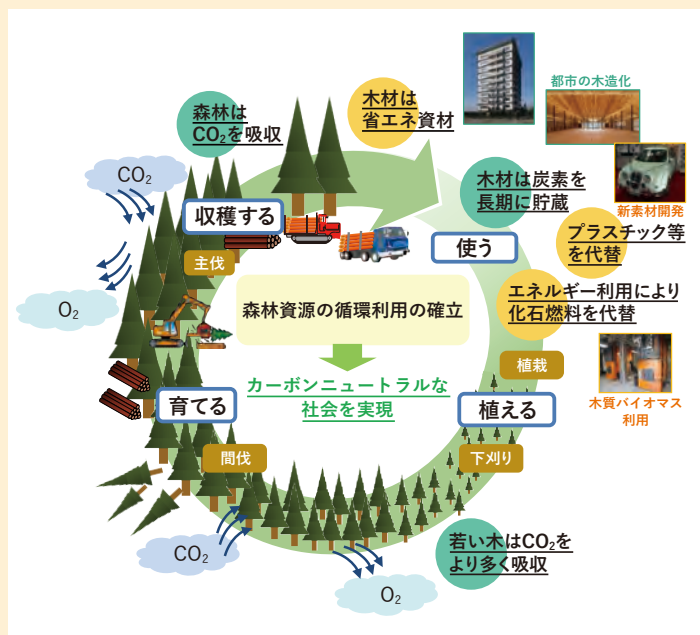 都市の木造化
森林は
CO₂を吸収
木材は
省エネ資材
CO₂
木材は炭素を
長期に貯蔵
新素材開発
収穫する
使う
プラスチック等
を代替
主伐
O₂
森林資源の循環利用の確立
エネルギー利用により
化石燃料を代替
カーボンニュートラルな
社会を実現
植栽
育てる
植える
木質バイオマス
利用
間伐
下刈り
CO₂
若い木はCO₂を
より多く吸収
O₂